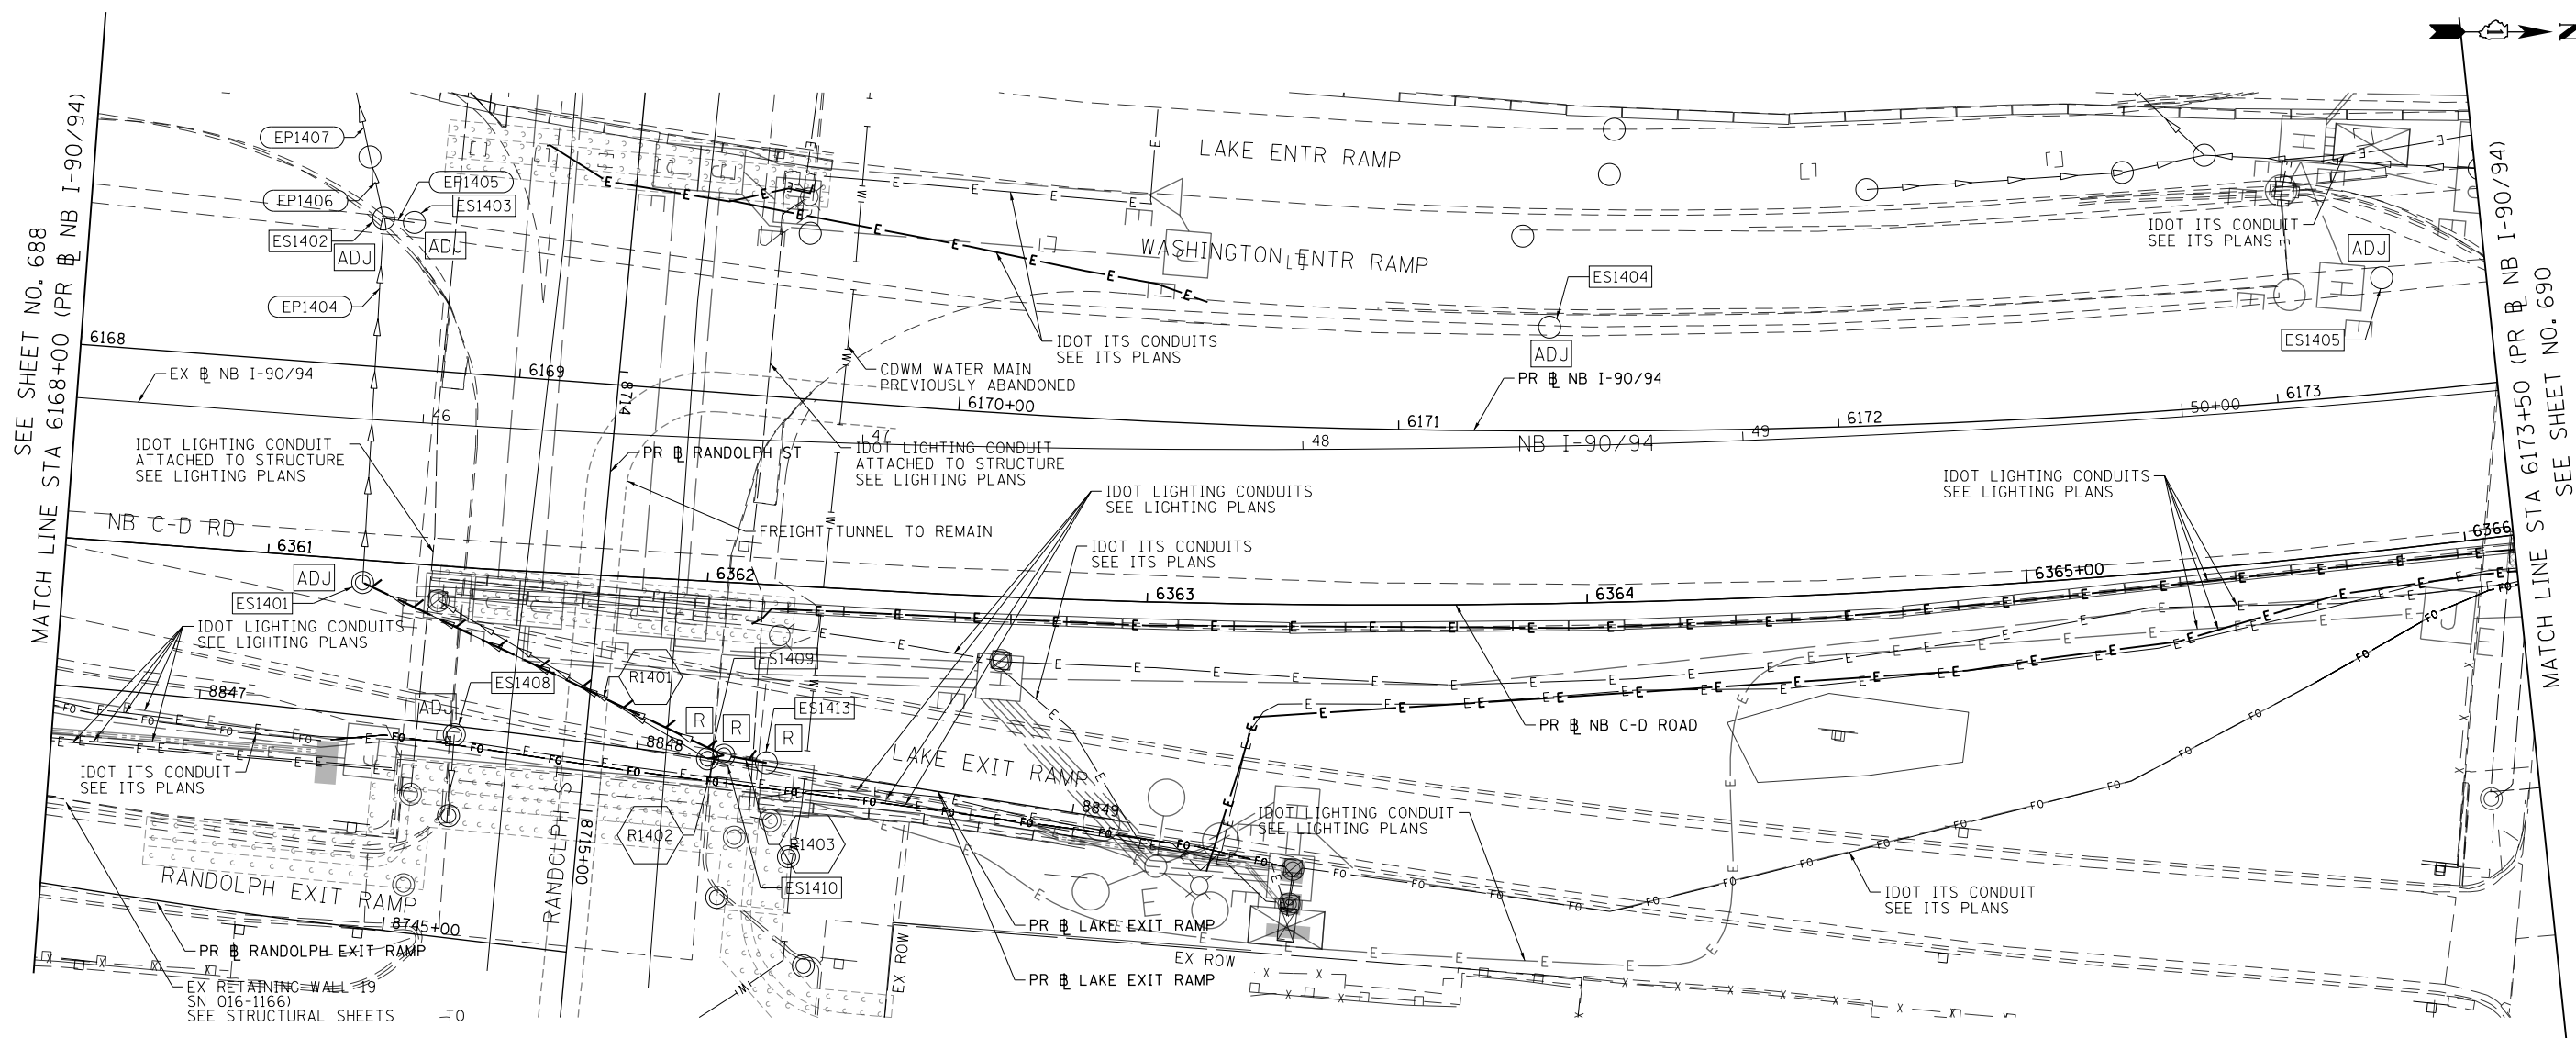 SEE SHEET NO. 688
MATCH LINE STA 6168+00 (PR ⅊ NB I-90/94)
N
EP1407
EP1406
EP1405
ES1403
ES1402
ADJ
ADJ
EP1404
LAKE ENTR RAMP
WASHINGTON ENTR RAMP
IDOT ITS CONDUIT
SEE ITS PLANS
ADJ
ES1404
ADJ
ES1405
IDOT ITS CONDUITS
SEE ITS PLANS
CDWM WATER MAIN
PREVIOUSLY ABANDONED
6168
6169
6170+00
6171
6172
6173
EX ⅊ NB I-90/94
PR ⅊ NB I-90/94
46
47
48
49
50+00
NB I-90/94
8714
PR ⅊ RANDOLPH ST
IDOT LIGHTING CONDUIT
ATTACHED TO STRUCTURE
SEE LIGHTING PLANS
IDOT LIGHTING CONDUIT
ATTACHED TO STRUCTURE
SEE LIGHTING PLANS
FREIGHT TUNNEL TO REMAIN
IDOT LIGHTING CONDUITS
SEE LIGHTING PLANS
IDOT ITS CONDUITS
SEE ITS PLANS
IDOT LIGHTING CONDUITS
SEE LIGHTING PLANS
NB C-D RD
6361
6362
6363
6364
6365+00
6366
ADJ
ES1401
IDOT LIGHTING CONDUITS
SEE LIGHTING PLANS
ES1409
R1401
ES1408
ADJ
R
R
R
ES1413
PR ⅊ NB C-D ROAD
8847
8848
8849
LAKE EXIT RAMP
IDOT ITS CONDUIT
SEE ITS PLANS
R1402
R1403
ES1410
IDOT LIGHTING CONDUIT
SEE LIGHTING PLANS
IDOT ITS CONDUIT
SEE ITS PLANS
RANDOLPH EXIT RAMP
RANDOLPH ST
8715+00
8745+00
PR ⅊ RANDOLPH EXIT RAMP
PR ⅊ LAKE EXIT RAMP
PR ⅊ LAKE EXIT RAMP
EX ROW
EX ROW
EX RETAINING WALL 19
SN 016-1166)
SEE STRUCTURAL SHEETS
TO
MATCH LINE STA 6173+50 (PR ⅊ NB I-90/94)
SEE SHEET NO. 690